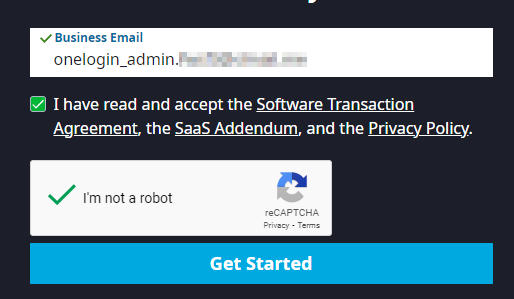 Business Email
onelogin_admin.
I have read and accept the Software Transaction
Agreement, the SaaS Addendum, and the Privacy Policy.
I'm not a robot
reCAPTCHA
Privacy - Terms
Get Started